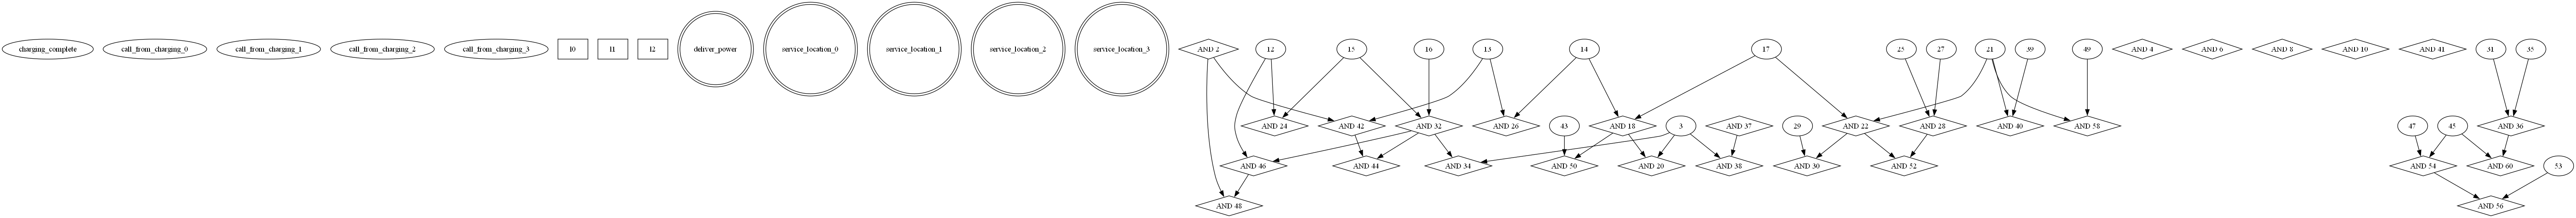 charging_complete
call_from_charging_0
call_from_charging_1
call_from_charging_2
call_from_charging_3
l0
l1
l2
deliver_power
service_location_0
service_location_1
service_location_2
service_location_3
AND 2
12
15
16
13
14
17
25
27
21
39
49
AND 4
AND 6
AND 8
AND 10
AND 41
31
35
AND 24
AND 42
AND 32
AND 26
43
AND 18
3
AND 37
29
AND 22
AND 28
AND 40
AND 58
47
45
AND 36
AND 46
AND 44
AND 34
AND 50
AND 20
AND 38
AND 30
AND 52
AND 54
AND 60
53
AND 48
AND 56